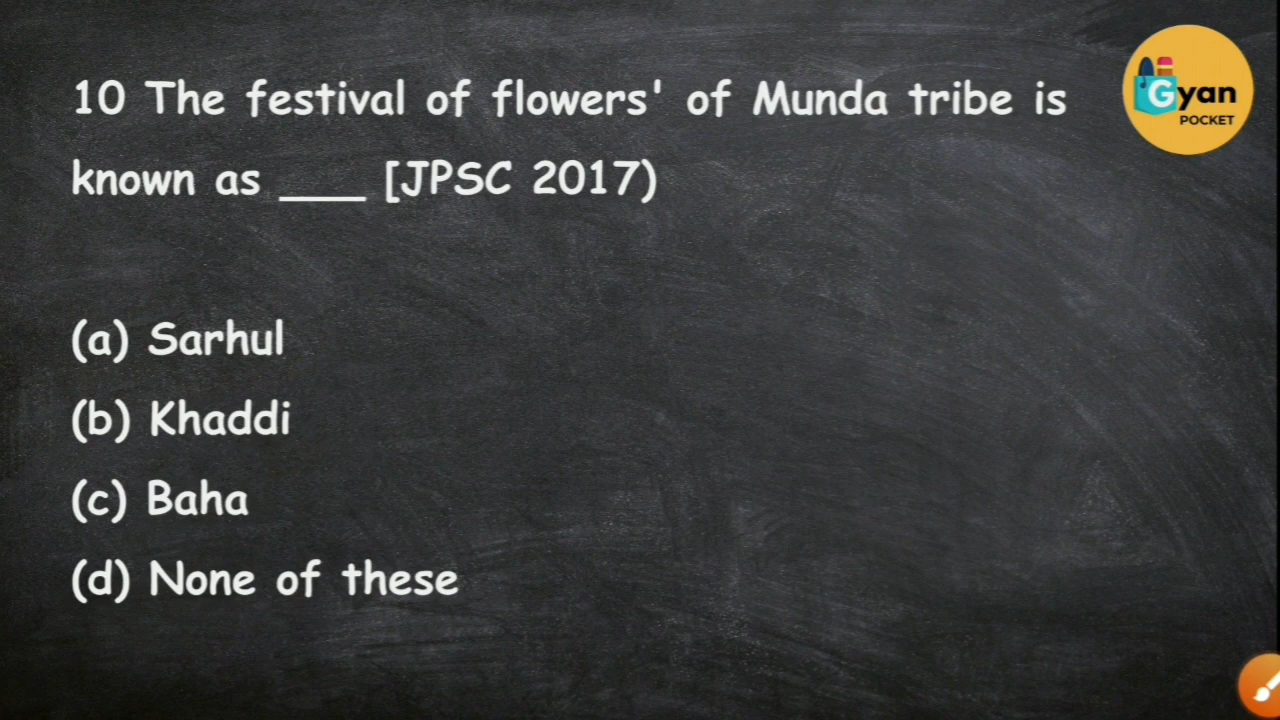 10 The festival of flowers' of Munda tribe is
known as ____ [JPSC 2017)
(a) Sarhul
(b) Khaddi
(c) Baha
(d) None of these
Gyan
POCKET